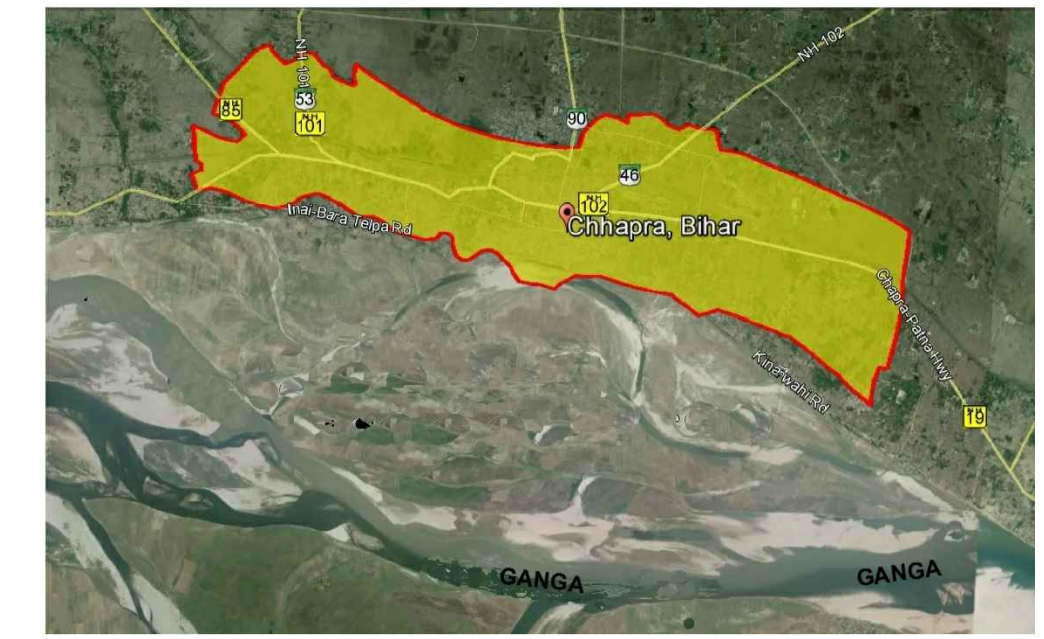 NH 101
NH 102
NH
85
53
NH
101
90
46
NH
102
Chhapra, Bihar
Inai-Bara Telpa Rd
Chapra-Patna Hwy
Kinarwahi Rd
NH
19
GANGA
GANGA